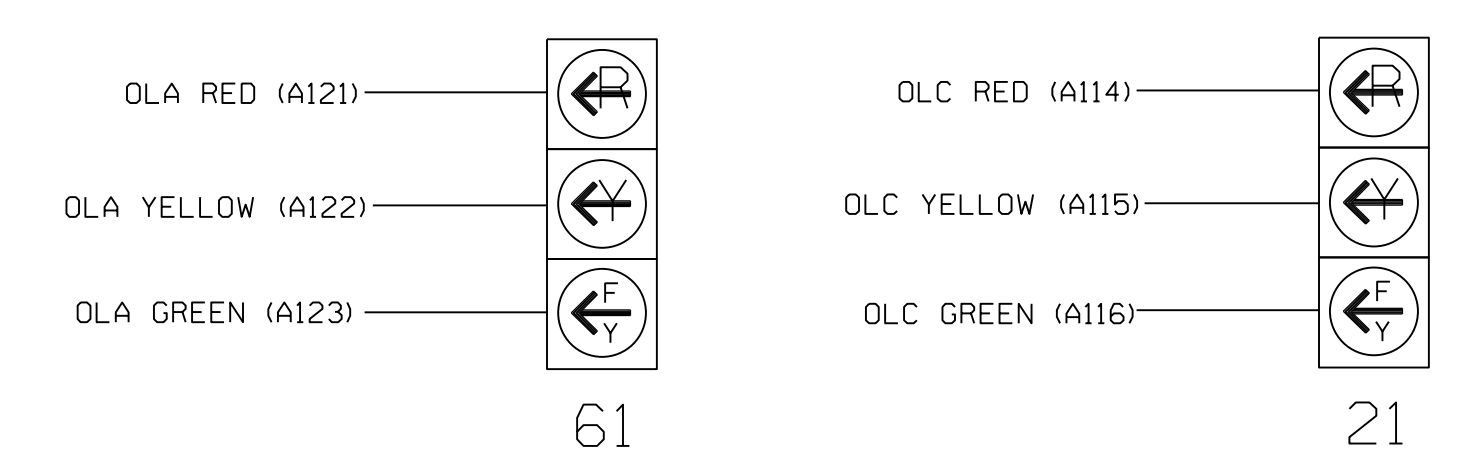 OLA RED (A121)
R
OLA YELLOW (A122)
Y
OLA GREEN (A123)
F
Y
61
OLC RED (A114)
R
OLC YELLOW (A115)
Y
OLC GREEN (A116)
F
Y
21